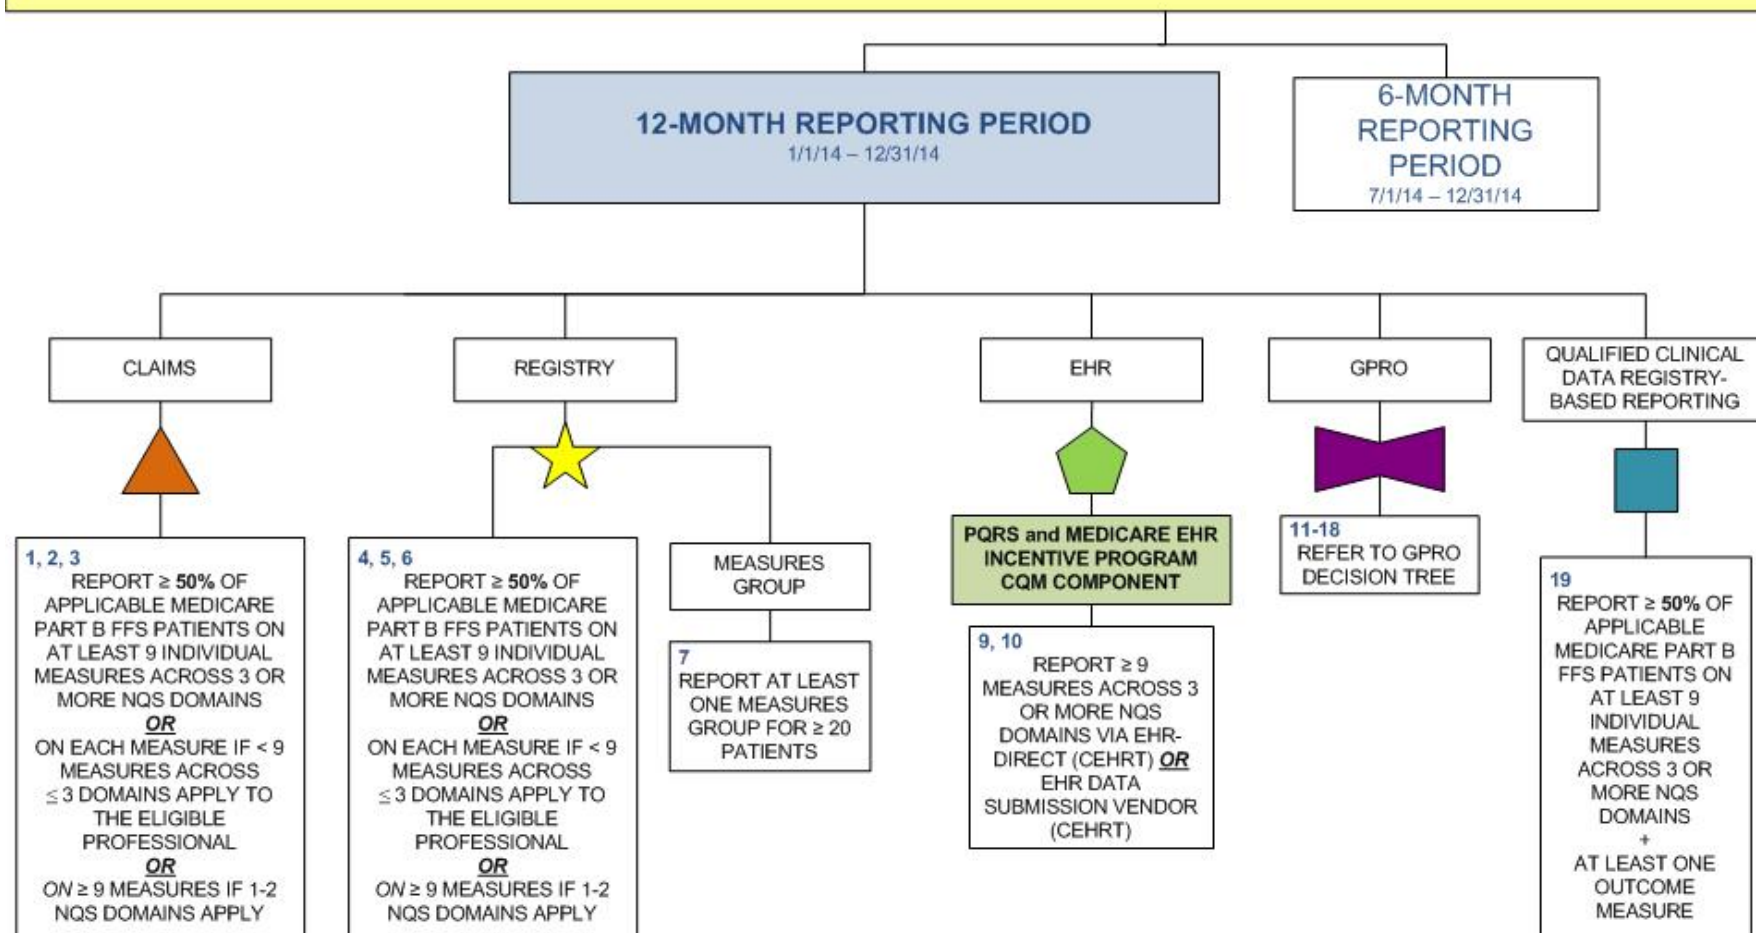 12-MONTH REPORTING PERIOD
1/1/14 – 12/31/14
6-MONTH
REPORTING
PERIOD
7/1/14 – 12/31/14
CLAIMS
REGISTRY
EHR
GPRO
QUALIFIED CLINICAL
DATA REGISTRY-
BASED REPORTING
1, 2, 3
REPORT ≥ 50% OF
APPLICABLE MEDICARE
PART B FFS PATIENTS ON
AT LEAST 9 INDIVIDUAL
MEASURES ACROSS 3 OR
MORE NQS DOMAINS
OR
ON EACH MEASURE IF < 9
MEASURES ACROSS
≤ 3 DOMAINS APPLY TO
THE ELIGIBLE
PROFESSIONAL
OR
ON ≥ 9 MEASURES IF 1-2
NQS DOMAINS APPLY
4, 5, 6
REPORT ≥ 50% OF
APPLICABLE MEDICARE
PART B FFS PATIENTS ON
AT LEAST 9 INDIVIDUAL
MEASURES ACROSS 3 OR
MORE NQS DOMAINS
OR
ON EACH MEASURE IF < 9
MEASURES ACROSS
≤ 3 DOMAINS APPLY TO
THE ELIGIBLE
PROFESSIONAL
OR
ON ≥ 9 MEASURES IF 1-2
NQS DOMAINS APPLY
MEASURES
GROUP
7
REPORT AT LEAST
ONE MEASURES
GROUP FOR ≥ 20
PATIENTS
PQRS and MEDICARE EHR
INCENTIVE PROGRAM
CQM COMPONENT
9, 10
REPORT ≥ 9
MEASURES ACROSS 3
OR MORE NQS
DOMAINS VIA EHR-
DIRECT (CEHRT) OR
EHR DATA
SUBMISSION VENDOR
(CEHRT)
11-18
REFER TO GPRO
DECISION TREE
19
REPORT ≥ 50% OF
APPLICABLE
MEDICARE PART B
FFS PATIENTS ON
AT LEAST 9
INDIVIDUAL
MEASURES
ACROSS 3 OR
MORE NQS
DOMAINS
+
AT LEAST ONE
OUTCOME
MEASURE